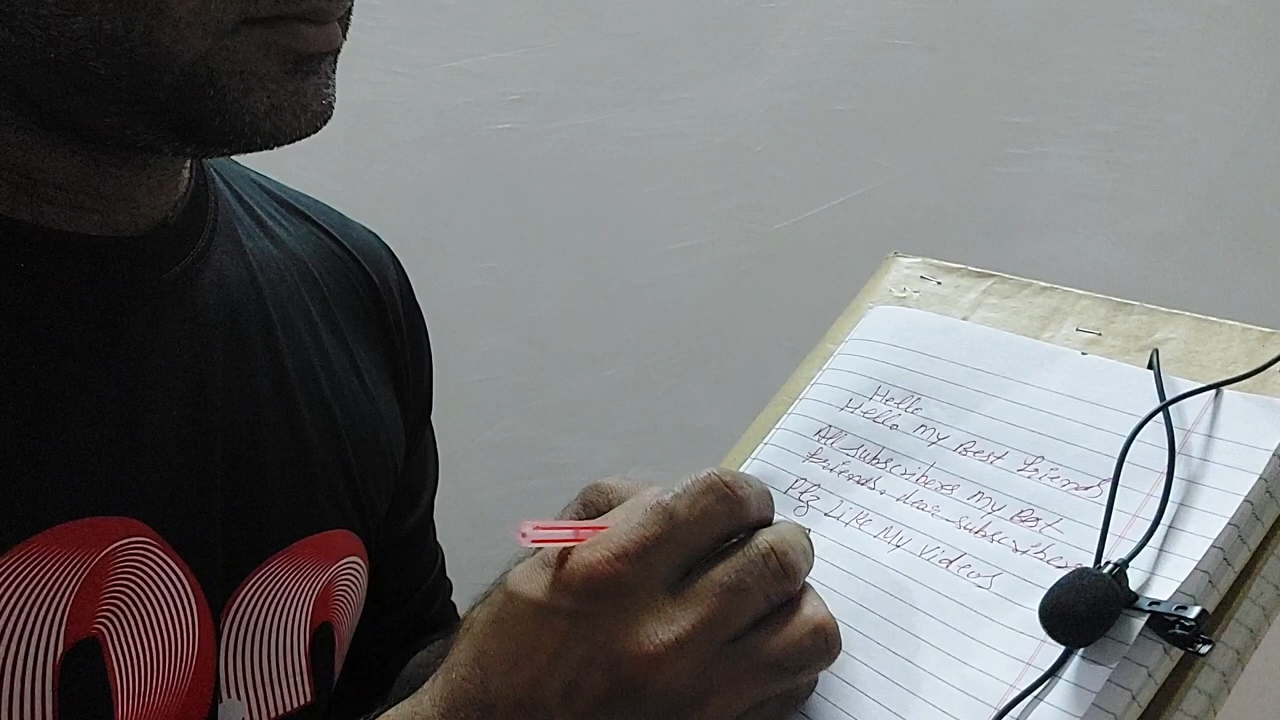 Hello
Hello my Best friends
All subscribers my Best
friends, dear subscribers
Plz Like My Videos